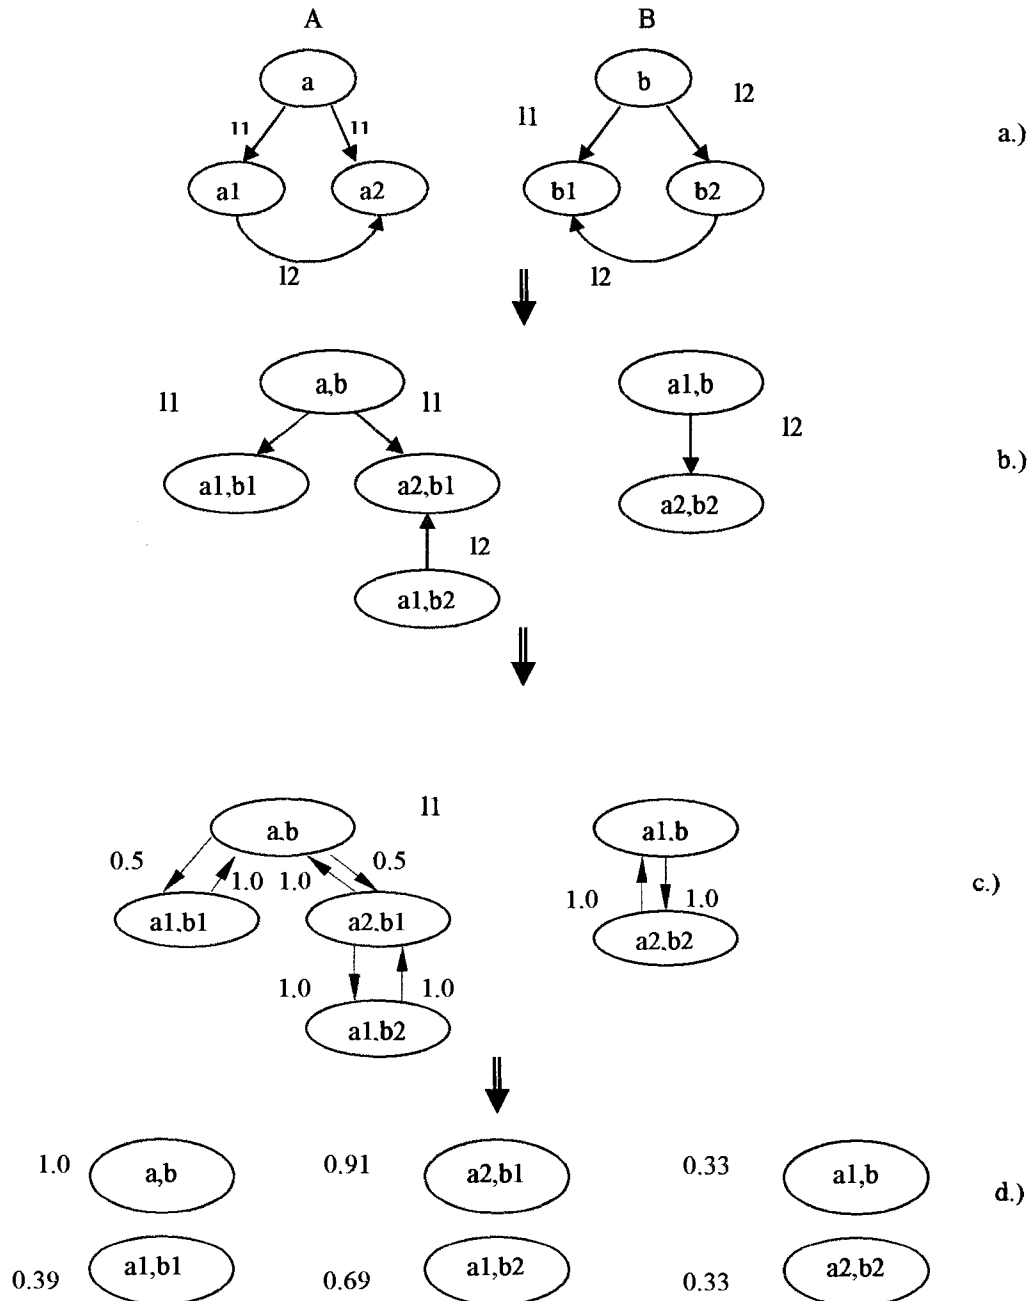 A B
a b
l2
l1
l1 l1
a.)
a1 a2 b1 b2
l2 l2
a,b a1,b
l1 l1
l2
b.)
a1,b1 a2,b1
a2,b2
l2
a1,b2
l1
a,b a1,b
0.5 0.5
1.0 1.0
c.)
1.0 1.0
a1,b1 a2,b1
a2,b2
1.0 1.0
a1,b2
1.0 a,b 0.91 a2,b1 0.33 a1,b
d.)
a1,b1 a1,b2 a2,b2
0.39 0.69 0.33